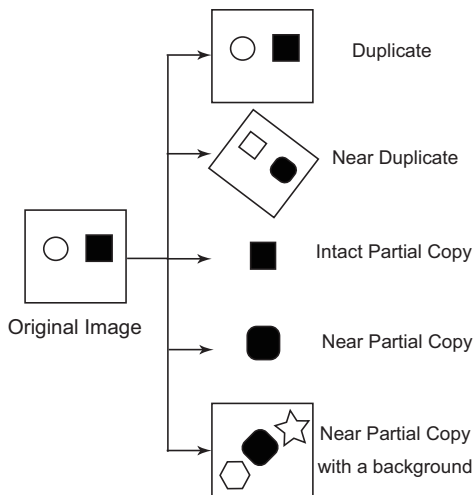 Duplicate
Near Duplicate
Intact Partial Copy
Original Image
Near Partial Copy
Near Partial Copy
with a background